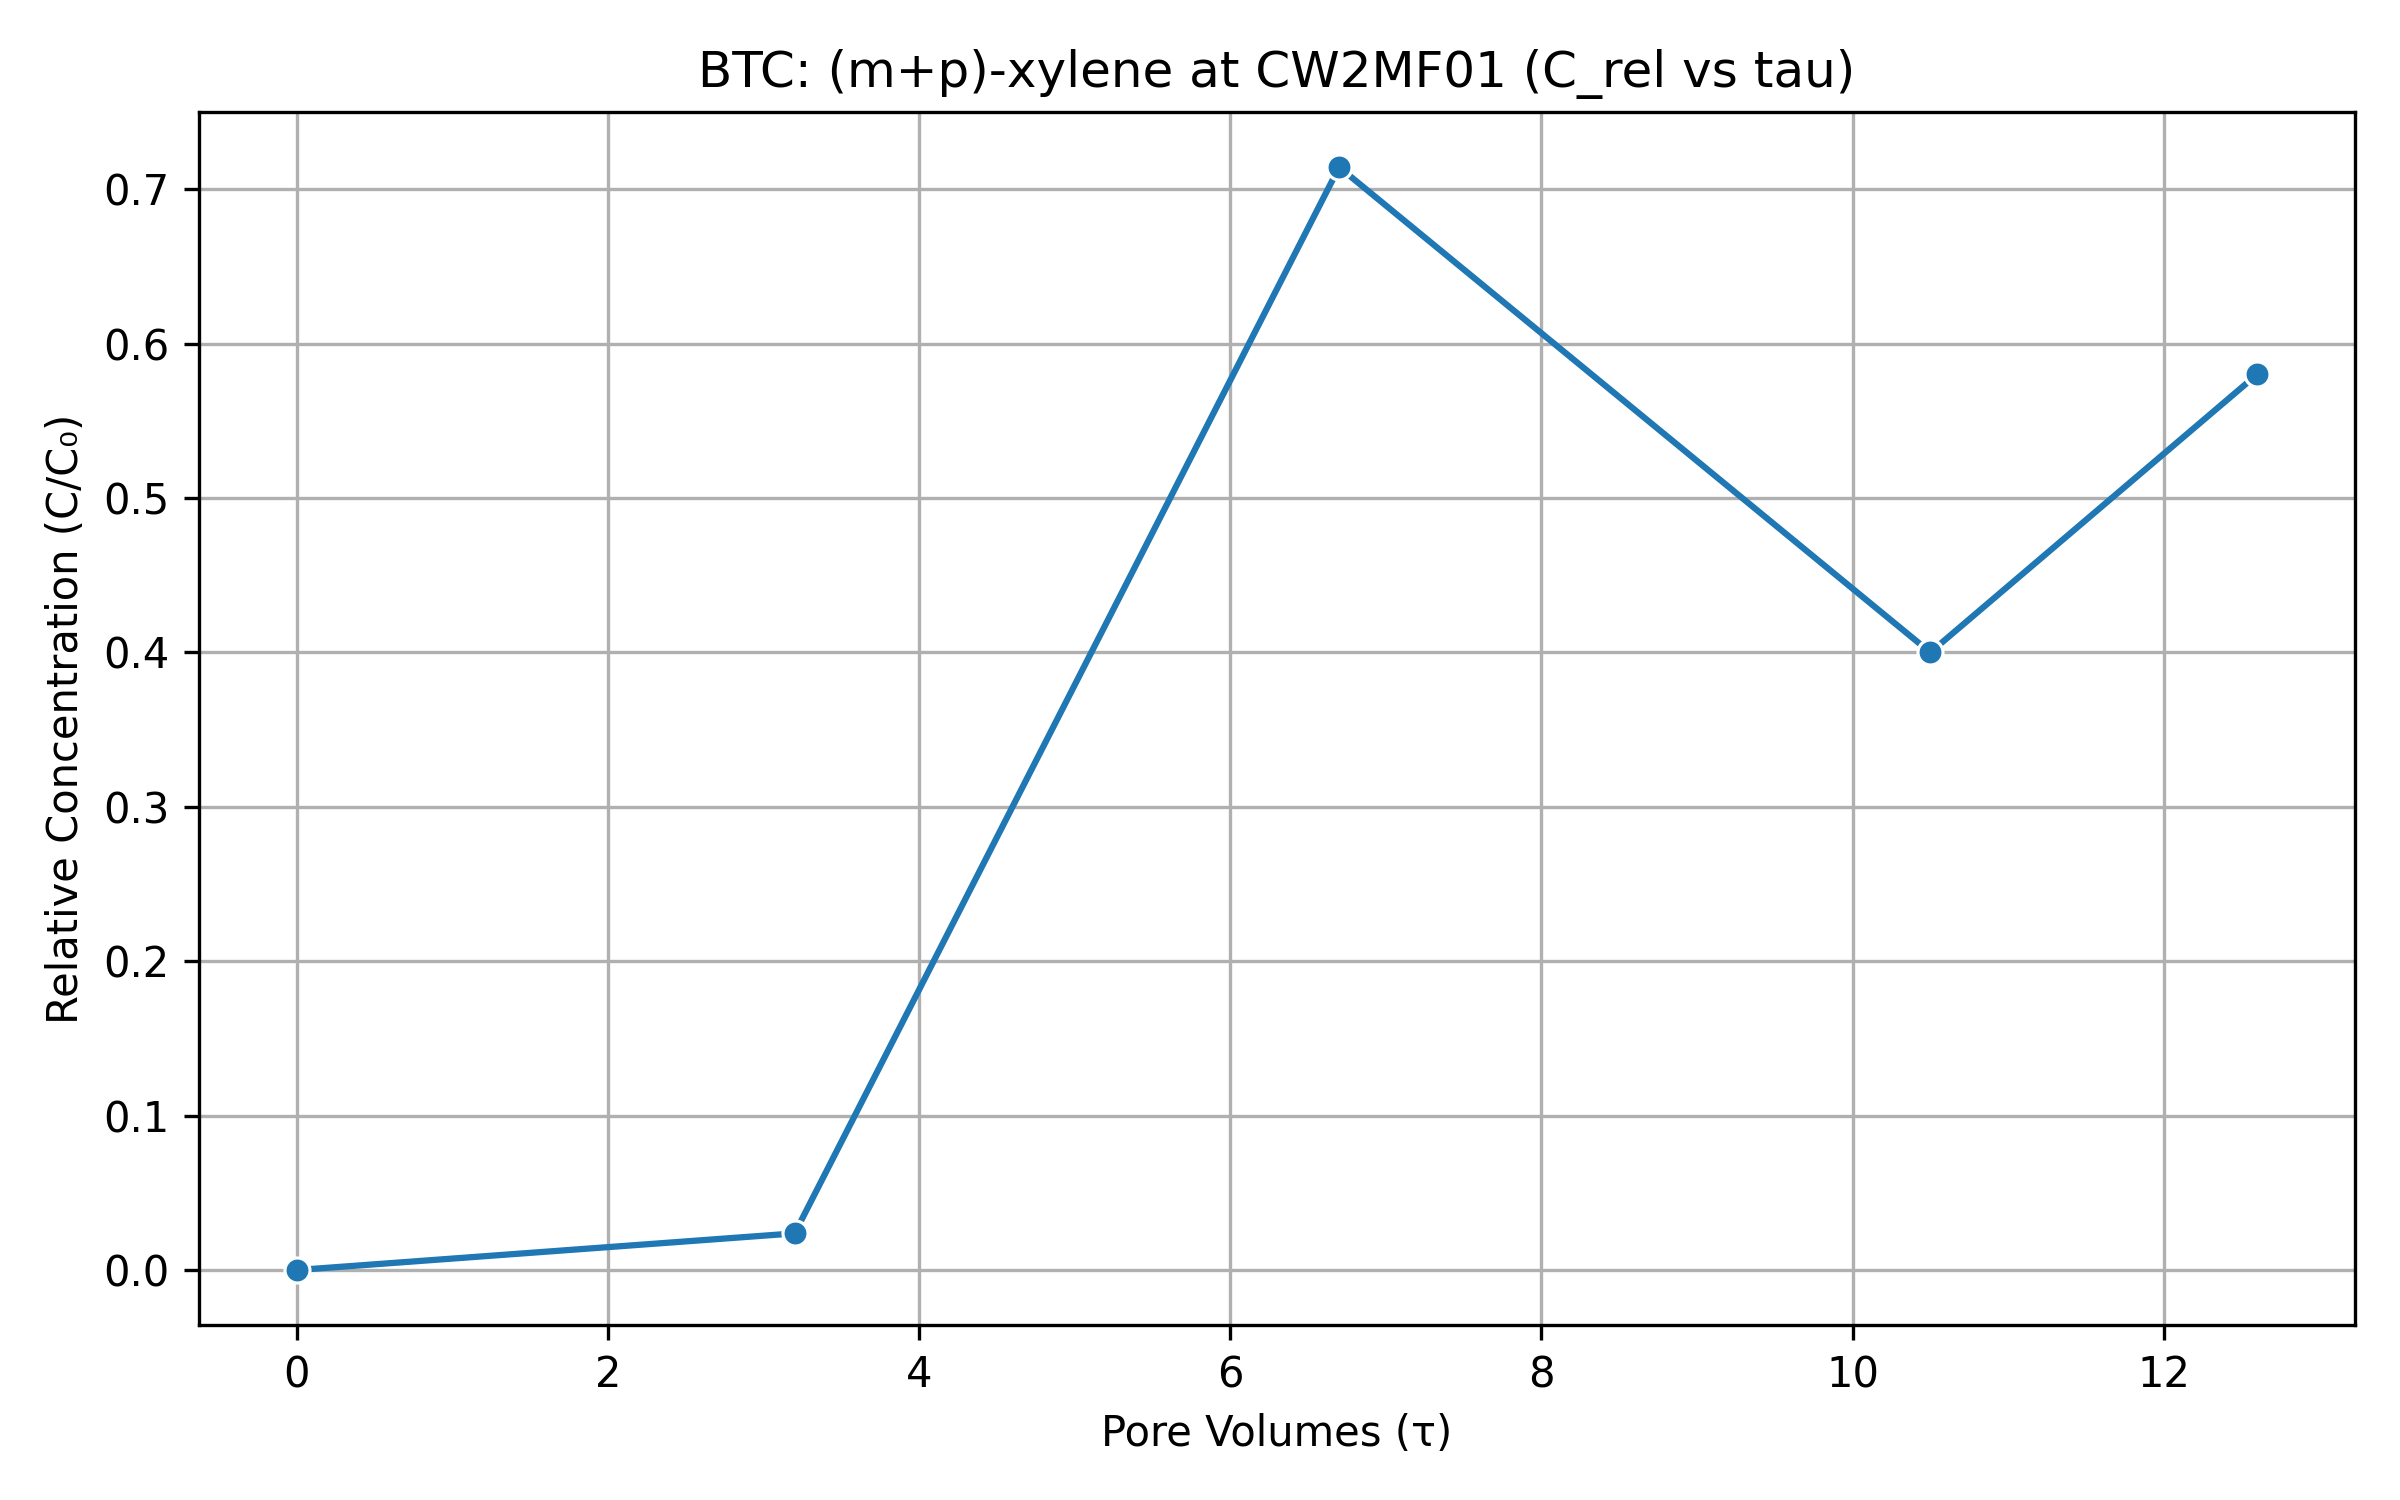 BTC: (m+p)-xylene at CW2MF01 (C_rel vs tau)
Relative Concentration (C/C₀)
0.7
0.6
0.5
0.4
0.3
0.2
0.1
0.0
0 2 4 6 8 10 12
Pore Volumes (τ)